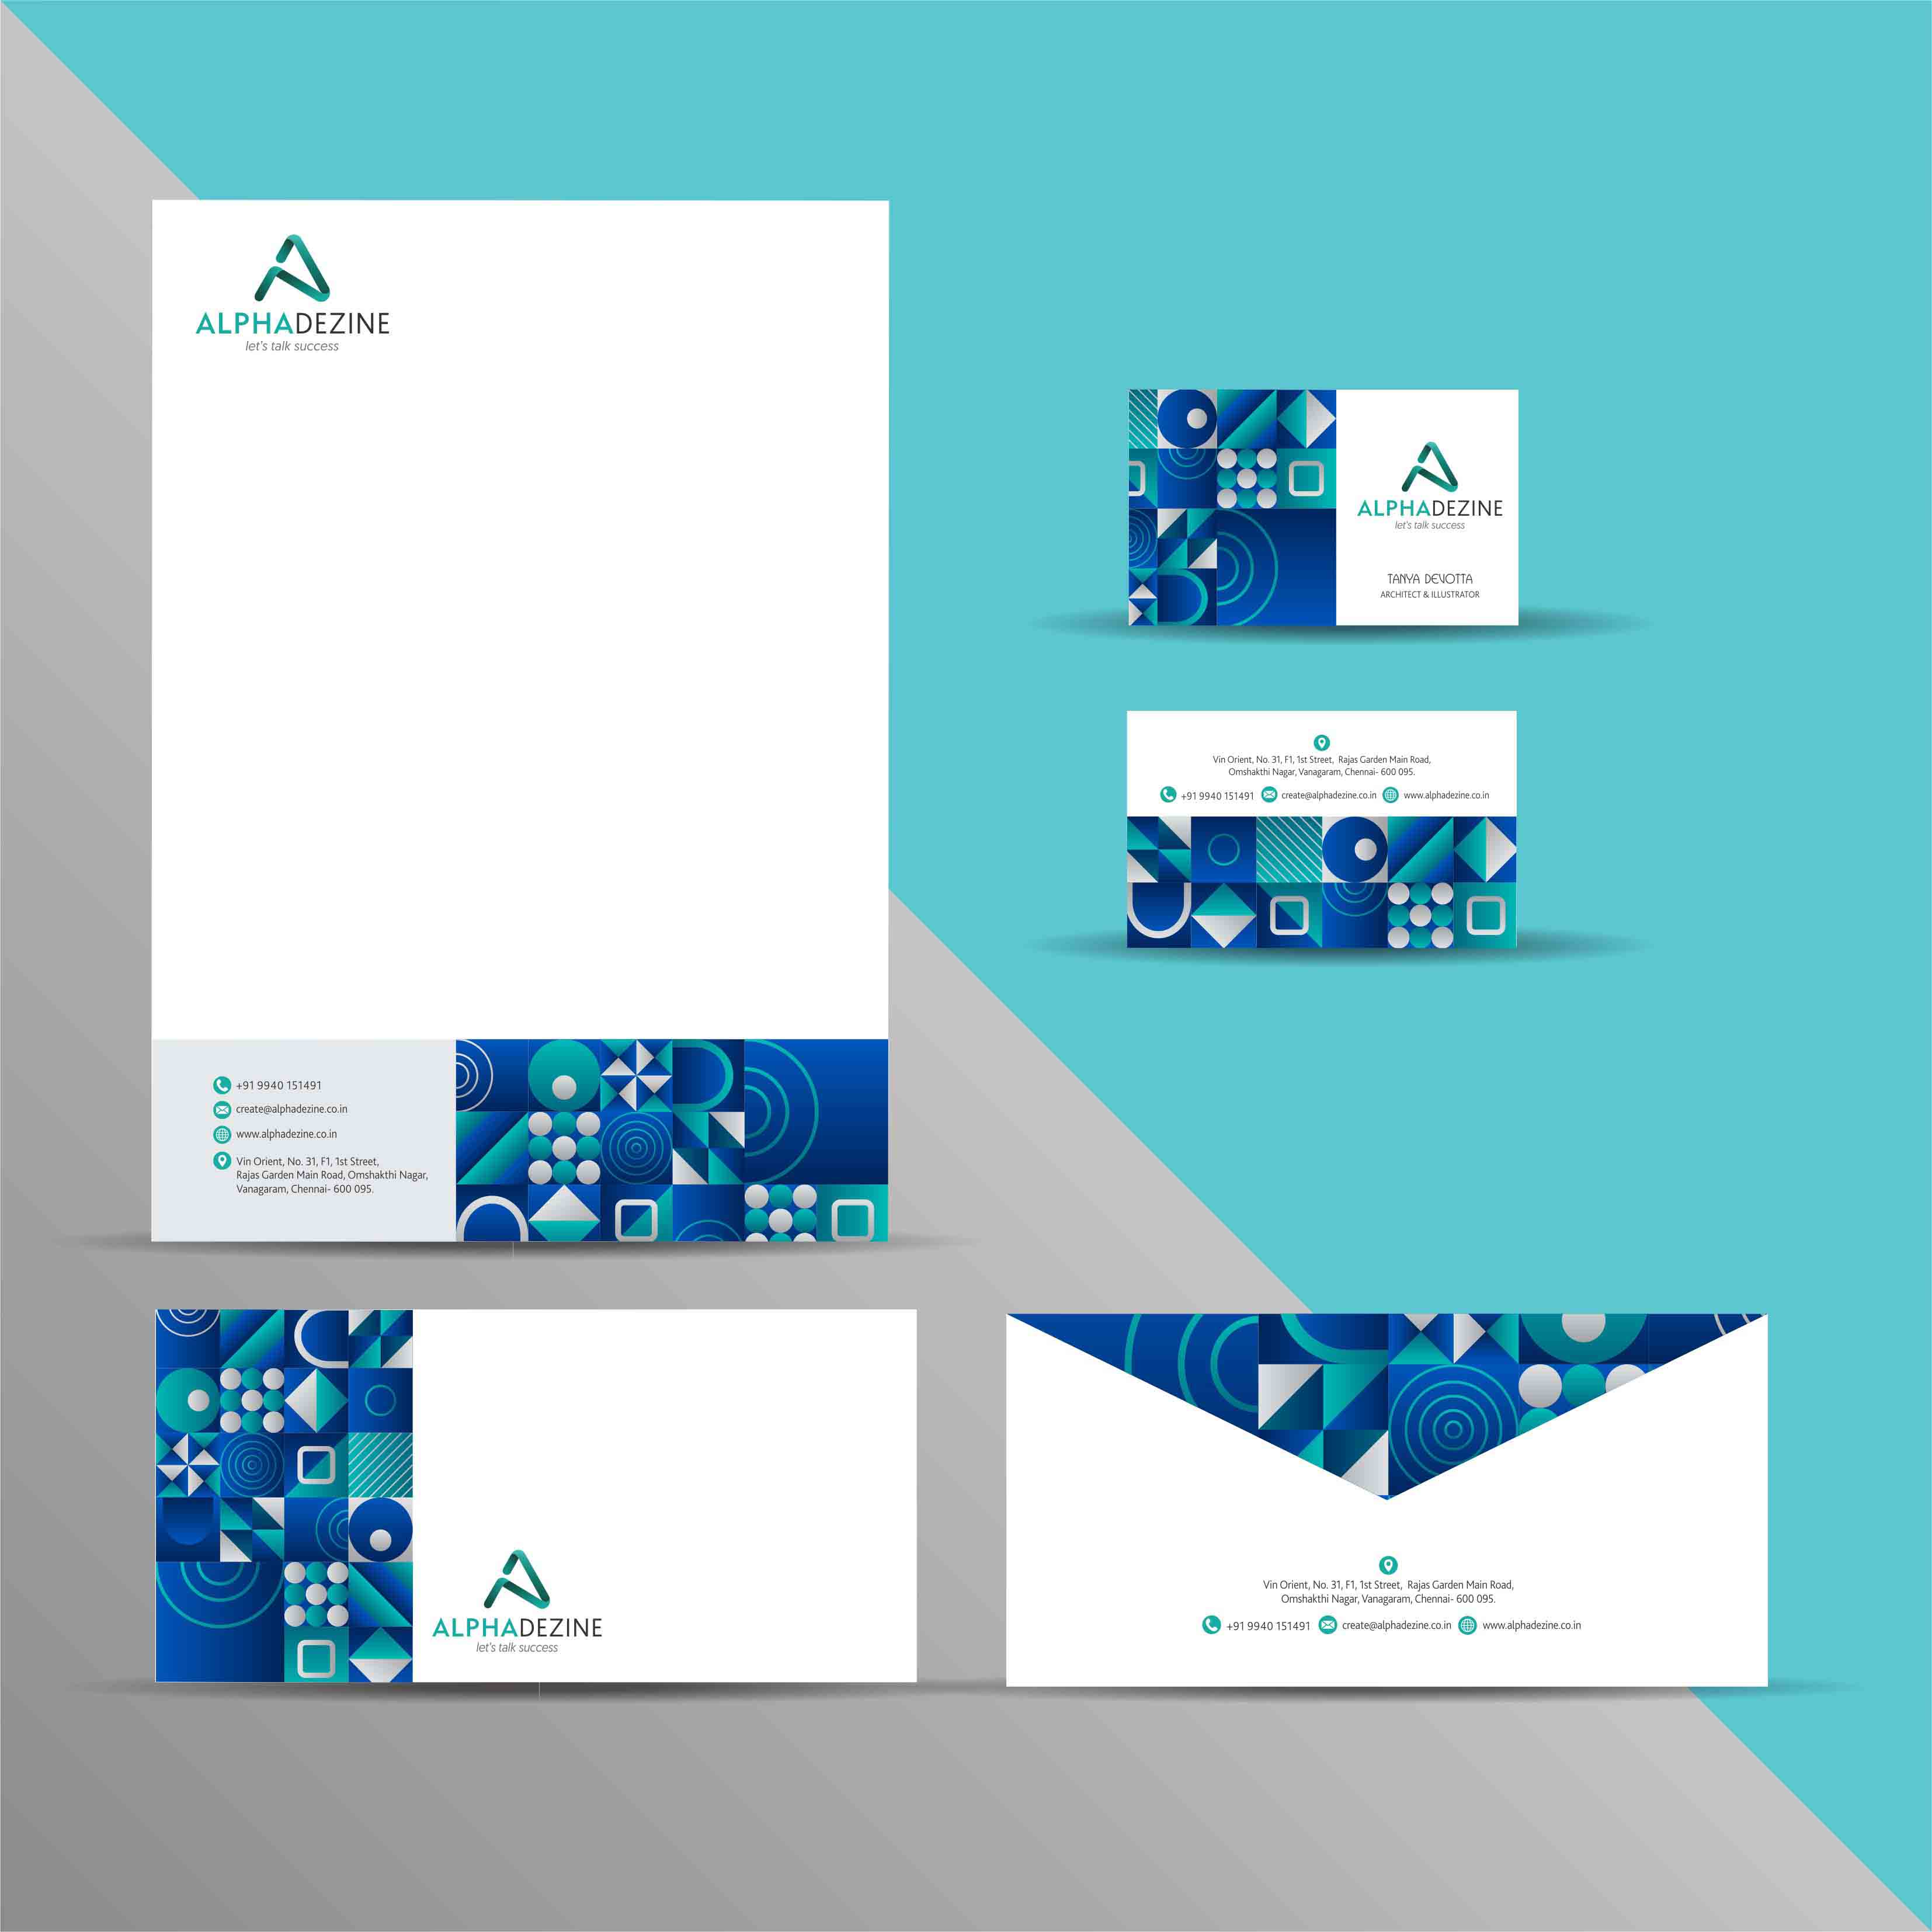 ALPHADEZINE
let's talk success
+91 9940 151491
create@alphadezine.co.in
www.alphadezine.co.in
Vin Orient, No. 31, F1, 1st Street,
Rajas Garden Main Road, Omshakthi Nagar,
Vanagaram, Chennai- 600 095.
ALPHADEZINE
let's talk success
TANYA DEVOTTA
ARCHITECT & ILLUSTRATOR
Vin Orient, No. 31, F1, 1st Street, Rajas Garden Main Road,
Omshakthi Nagar, Vanagaram, Chennai- 600 095.
+91 9940 151491 create@alphadezine.co.in www.alphadezine.co.in
ALPHADEZINE
let's talk success
Vin Orient, No. 31, F1, 1st Street, Rajas Garden Main Road,
Omshakthi Nagar, Vanagaram, Chennai- 600 095.
+91 9940 151491 create@alphadezine.co.in www.alphadezine.co.in